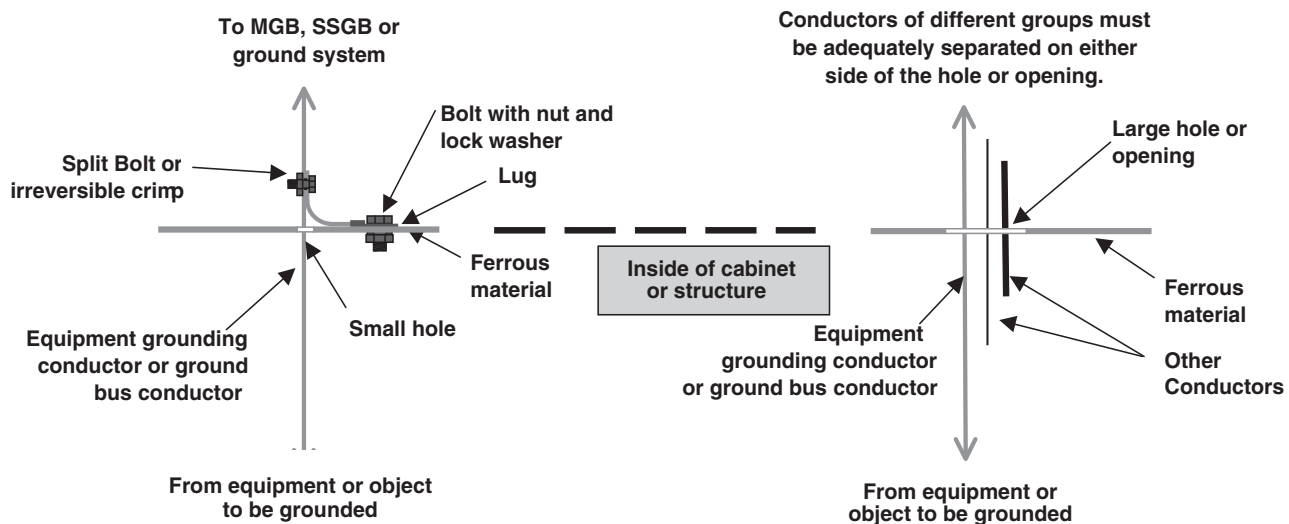 To MGB, SSGB or
ground system
Bolt with nut and
lock washer
Split Bolt or
irreversible crimp
Lug
Ferrous
material
Small hole
Equipment grounding
conductor or ground
bus conductor
From equipment or object
to be grounded
Inside of cabinet
or structure
Conductors of different groups must
be adequately separated on either
side of the hole or opening.
Large hole or
opening
Ferrous
material
Equipment
grounding conductor
or ground bus conductor
Other
Conductors
From equipment or
object to be grounded